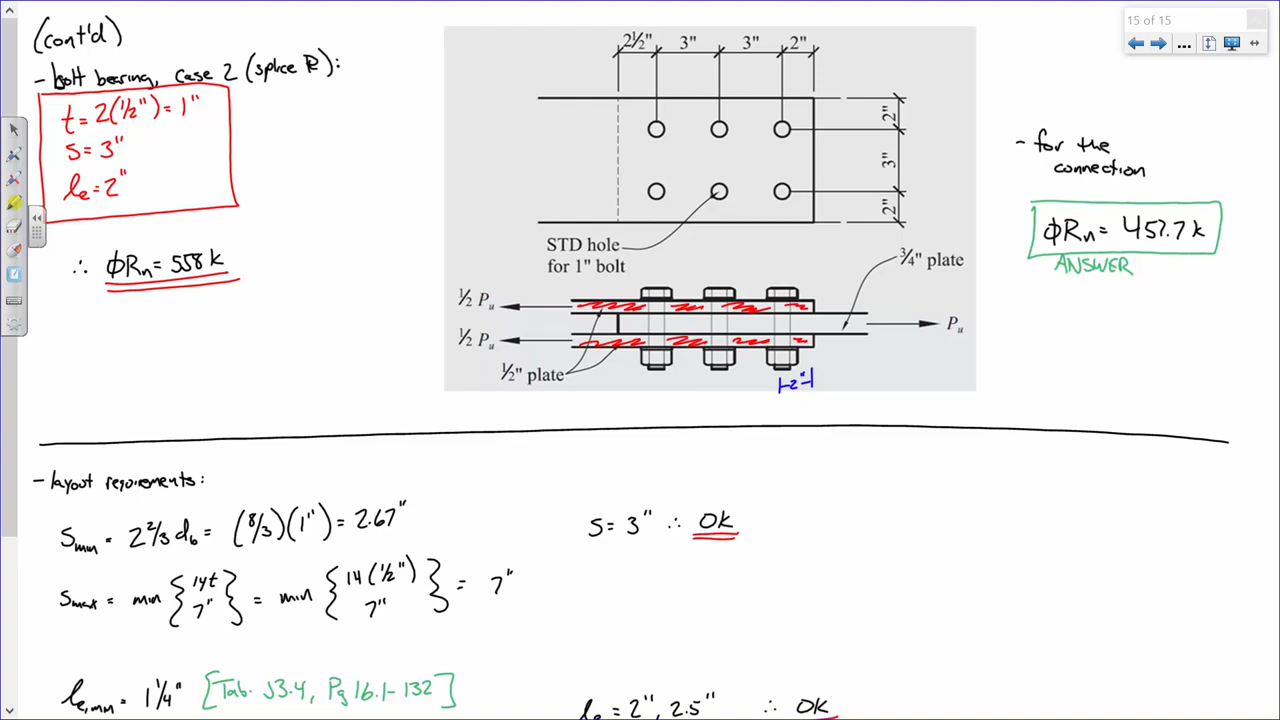 15 of 15
(cont'd)
- bolt bearing, case 2 (splice PL):
t = 2(1/2") = 1"
s = 3"
le = 2"
∴ ϕRn = 558 k
2½" 3" 3" 2"
2"
3"
2"
STD hole
for 1" bolt
¾" plate
½ Pu
Pu
½ Pu
½" plate
2"
- for the
connection
ϕRn = 457.7 k
ANSWER
- layout requirements:
Smin = 2 2/3 db = (8/3)(1") = 2.67"
S = 3" ∴ OK
Smax = min { 14t 7" } = min { 14(1/2") 7" } = 7"
le,min = 1 1/4" [Tab. J3.4, Pg 16.1-132]
le = 2", 2.5" ∴ OK